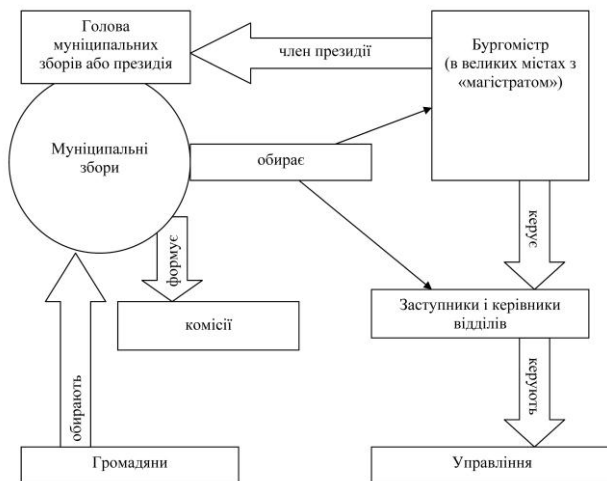 Голова
муніципальних
зборів або президія
член президії
Бургомістр
(в великих містах з
«магістратом»)
Муніципальні
збори
обирає
формує
керує
комісії
Заступники і керівники
відділів
обирають
керують
Громадяни
Управління